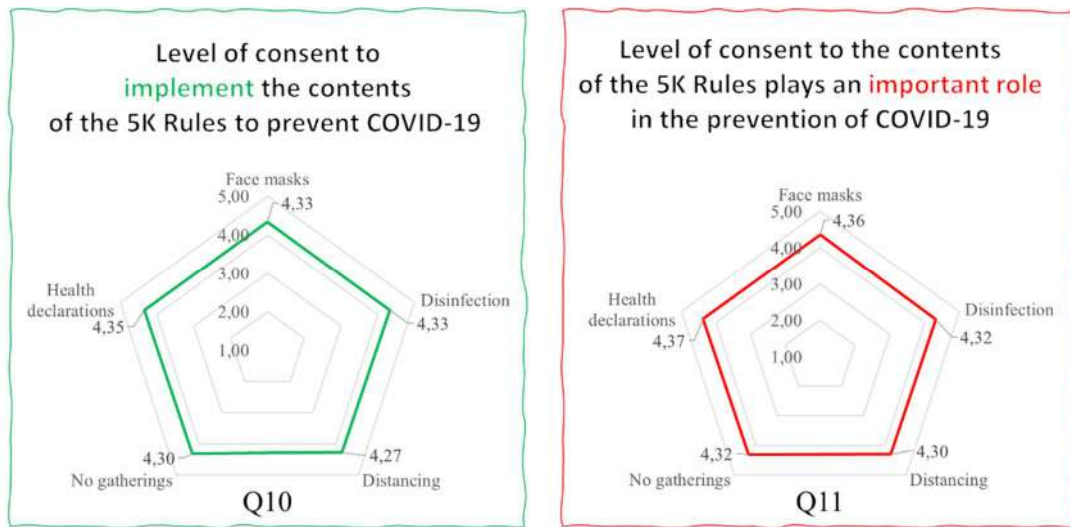 Level of consent to
implement the contents
of the 5K Rules to prevent COVID-19
Face masks
5,00
4,33
4,00
3,00
2,00
1,00
Health
declarations
4,35
Disinfection
4,33
4,30
No gatherings
4,27
Distancing
Q10
Level of consent to the contents
of the 5K Rules plays an important role
in the prevention of COVID-19
Face masks
5,00
4,36
4,00
3,00
2,00
1,00
Health
declarations
4,37
Disinfection
4,32
4,32
No gatherings
4,30
Distancing
Q11